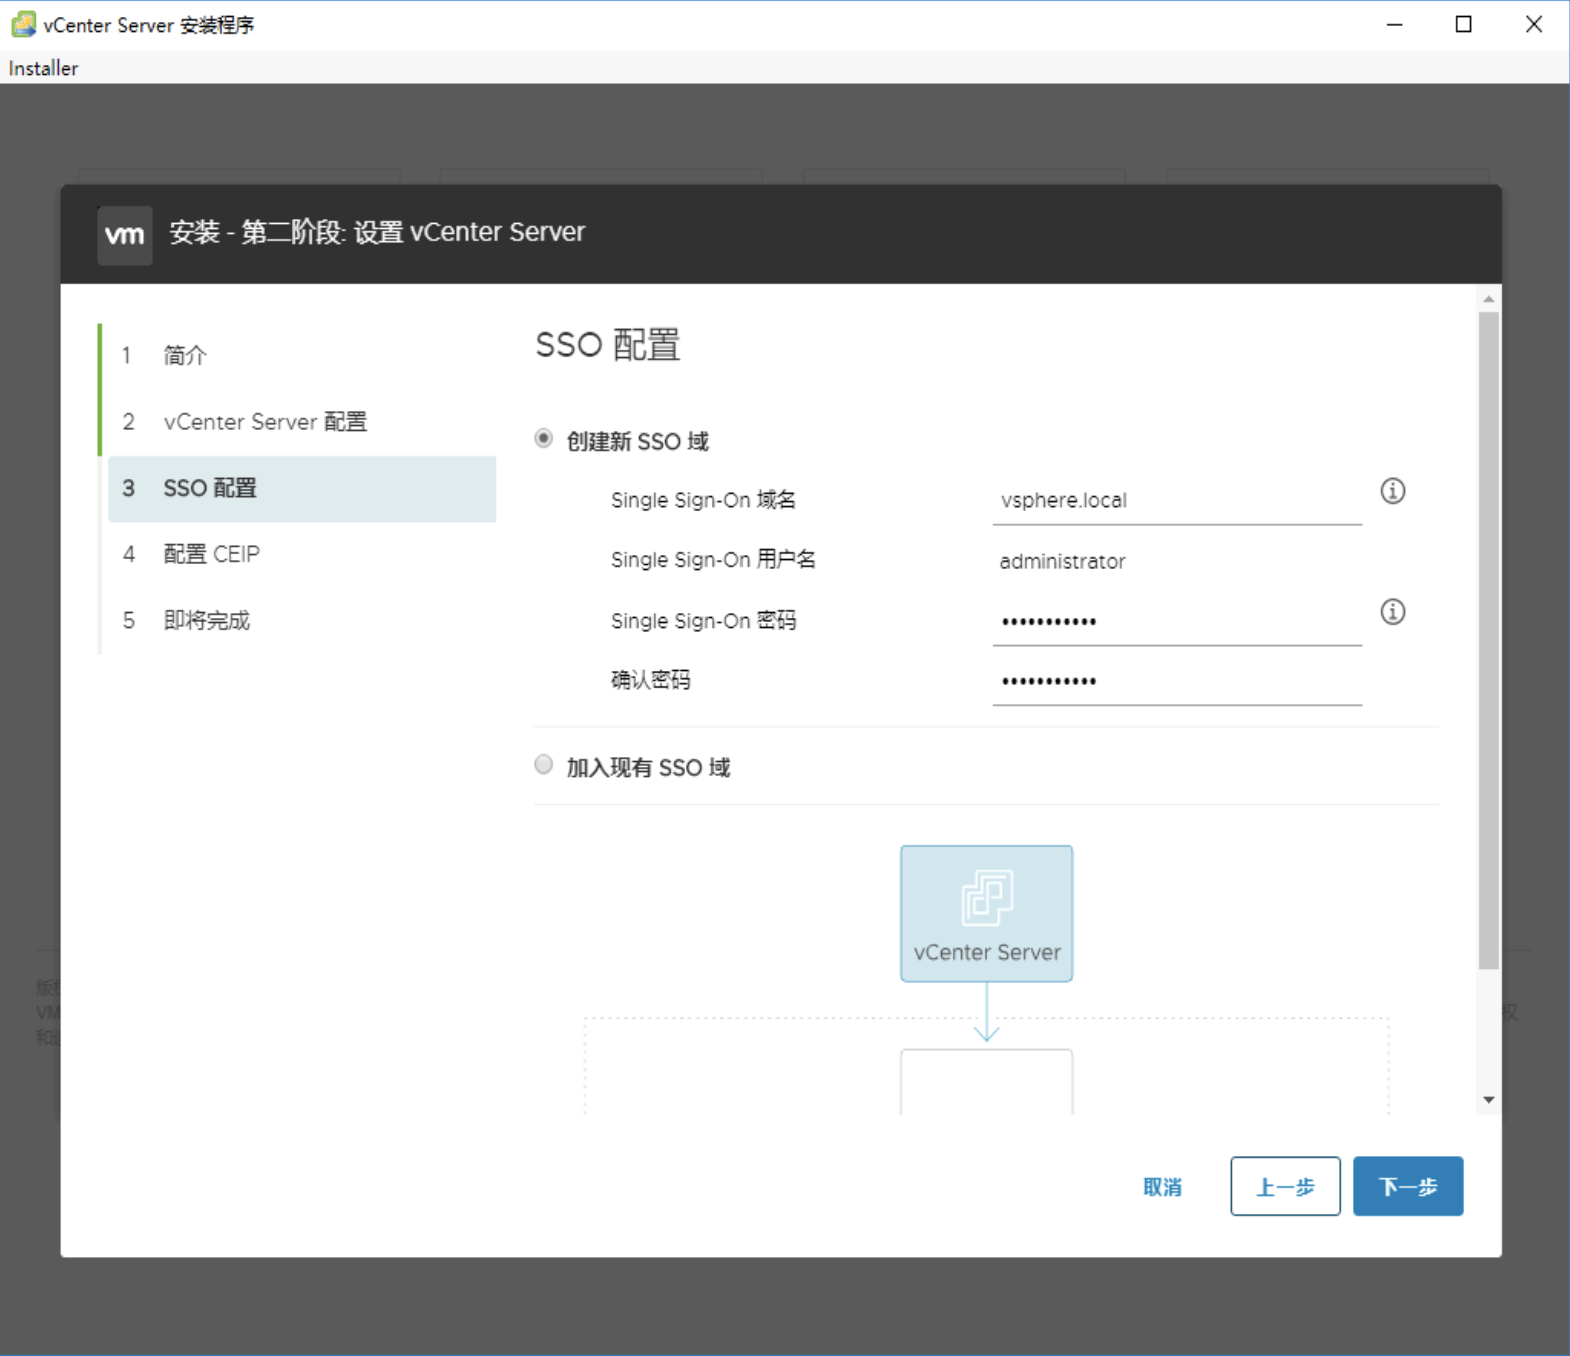 vCenter Server 安装程序
Installer
vm 安装 - 第二阶段: 设置 vCenter Server
1 简介
2 vCenter Server 配置
3 SSO 配置
4 配置 CEIP
5 即将完成
SSO 配置
创建新 SSO 域
Single Sign-On 域名 vsphere.local
Single Sign-On 用户名 administrator
Single Sign-On 密码 •••••••••••
确认密码 •••••••••••
加入现有 SSO 域
vCenter Server
取消 上一步 下一步
VM
权